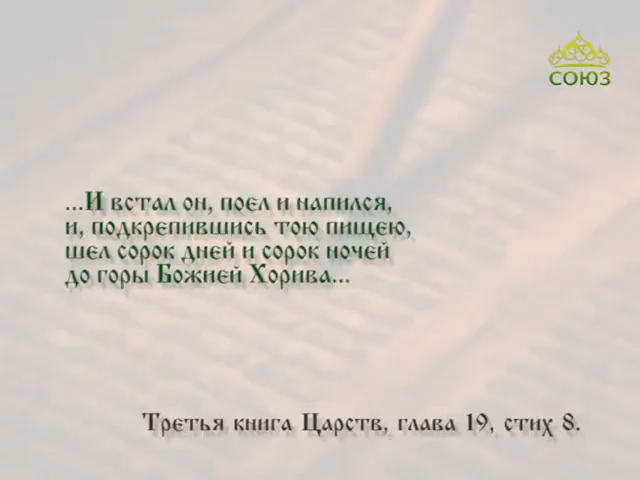 СОЮЗ
...И встал он, поел и напился,
и, подкрепившись тою пищею,
шел сорок дней и сорок ночей
до горы Божией Хорива...
Третья книга Царств, глава 19, стих 8.